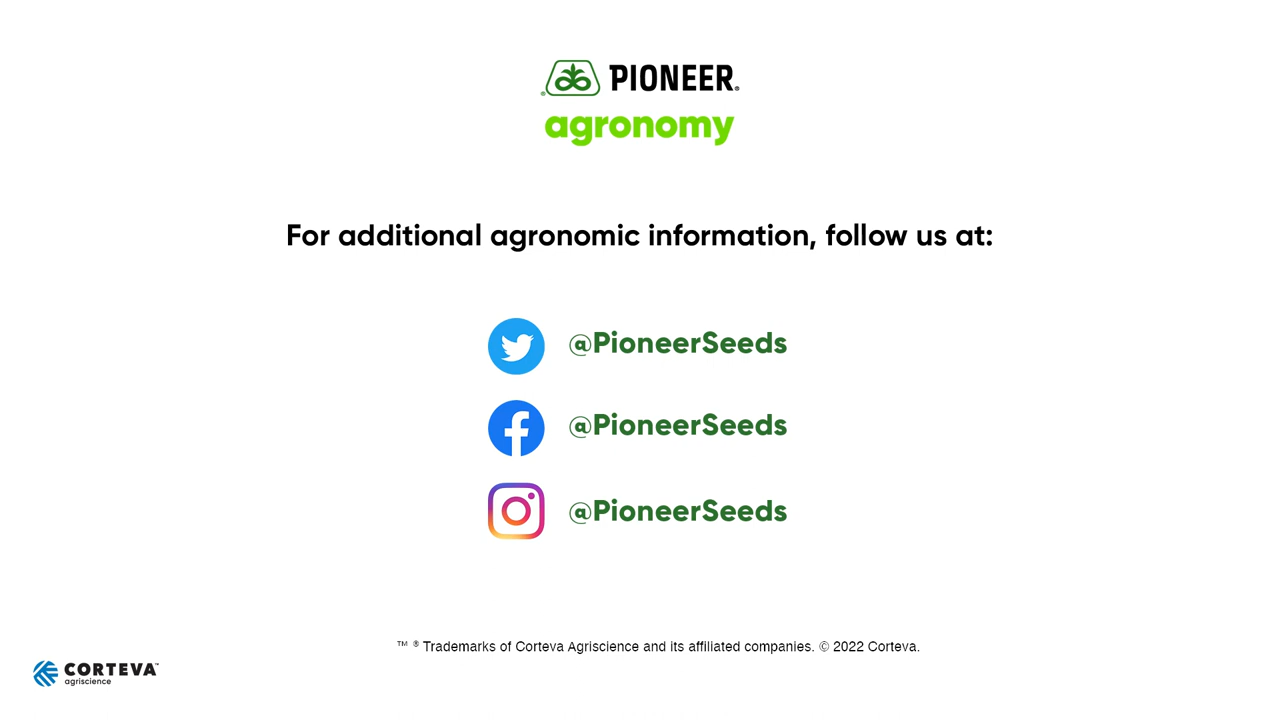 PIONEER®
agronomy
For additional agronomic information, follow us at:
@PioneerSeeds
@PioneerSeeds
@PioneerSeeds
™ ® Trademarks of Corteva Agriscience and its affiliated companies. © 2022 Corteva.
CORTEVA™
agriscience